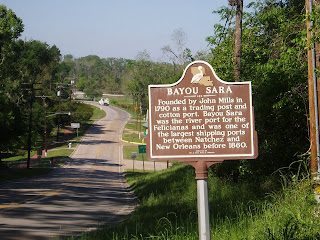 BAYOU SARA
Founded by John Mills in
1790 as a trading post and
cotton port. Bayou Sara
was the river port for the
Felicianas and was one of
the largest shipping ports
between Natchez and
New Orleans before 1860.